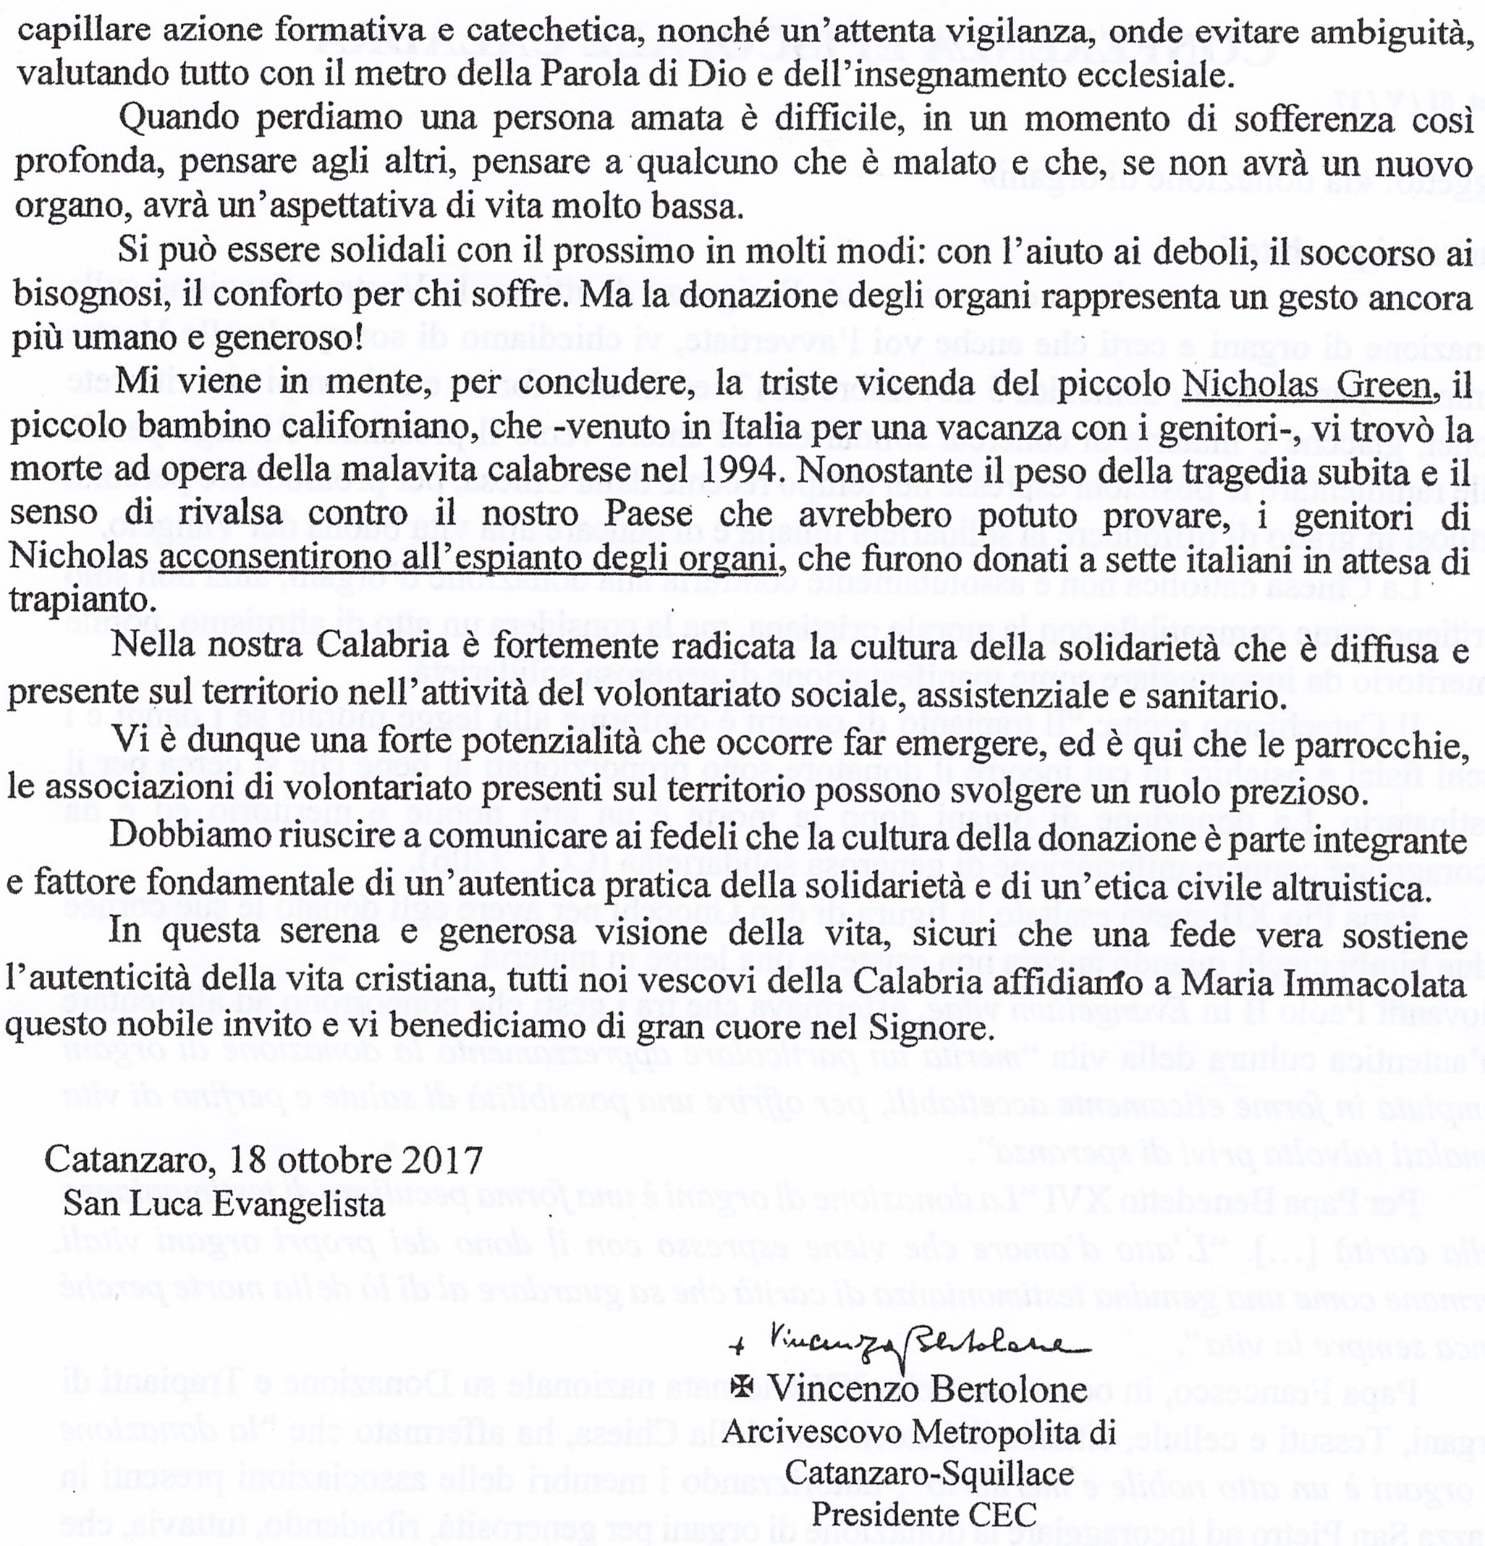 capillare azione formativa e catechetica, nonché un'attenta vigilanza, onde evitare ambiguità,
valutando tutto con il metro della Parola di Dio e dell'insegnamento ecclesiale.
Quando perdiamo una persona amata è difficile, in un momento di sofferenza così
profonda, pensare agli altri, pensare a qualcuno che è malato e che, se non avrà un nuovo
organo, avrà un'aspettativa di vita molto bassa.
Si può essere solidali con il prossimo in molti modi: con l'aiuto ai deboli, il soccorso ai
bisognosi, il conforto per chi soffre. Ma la donazione degli organi rappresenta un gesto ancora
più umano e generoso!
Mi viene in mente, per concludere, la triste vicenda del piccolo Nicholas Green, il
piccolo bambino californiano, che -venuto in Italia per una vacanza con i genitori-, vi trovò la
morte ad opera della malavita calabrese nel 1994. Nonostante il peso della tragedia subita e il
senso di rivalsa contro il nostro Paese che avrebbero potuto provare, i genitori di
Nicholas acconsentirono all'espianto degli organi, che furono donati a sette italiani in attesa di
trapianto.
Nella nostra Calabria è fortemente radicata la cultura della solidarietà che è diffusa e
presente sul territorio nell'attività del volontariato sociale, assistenziale e sanitario.
Vi è dunque una forte potenzialità che occorre far emergere, ed è qui che le parrocchie,
le associazioni di volontariato presenti sul territorio possono svolgere un ruolo prezioso.
Dobbiamo riuscire a comunicare ai fedeli che la cultura della donazione è parte integrante
e fattore fondamentale di un'autentica pratica della solidarietà e di un'etica civile altruistica.
In questa serena e generosa visione della vita, sicuri che una fede vera sostiene
l'autenticità della vita cristiana, tutti noi vescovi della Calabria affidiamo a Maria Immacolata
questo nobile invito e vi benediciamo di gran cuore nel Signore.
Catanzaro, 18 ottobre 2017
San Luca Evangelista
+ Vincenzo Bertolone
✠ Vincenzo Bertolone
Arcivescovo Metropolita di
Catanzaro-Squillace
Presidente CEC